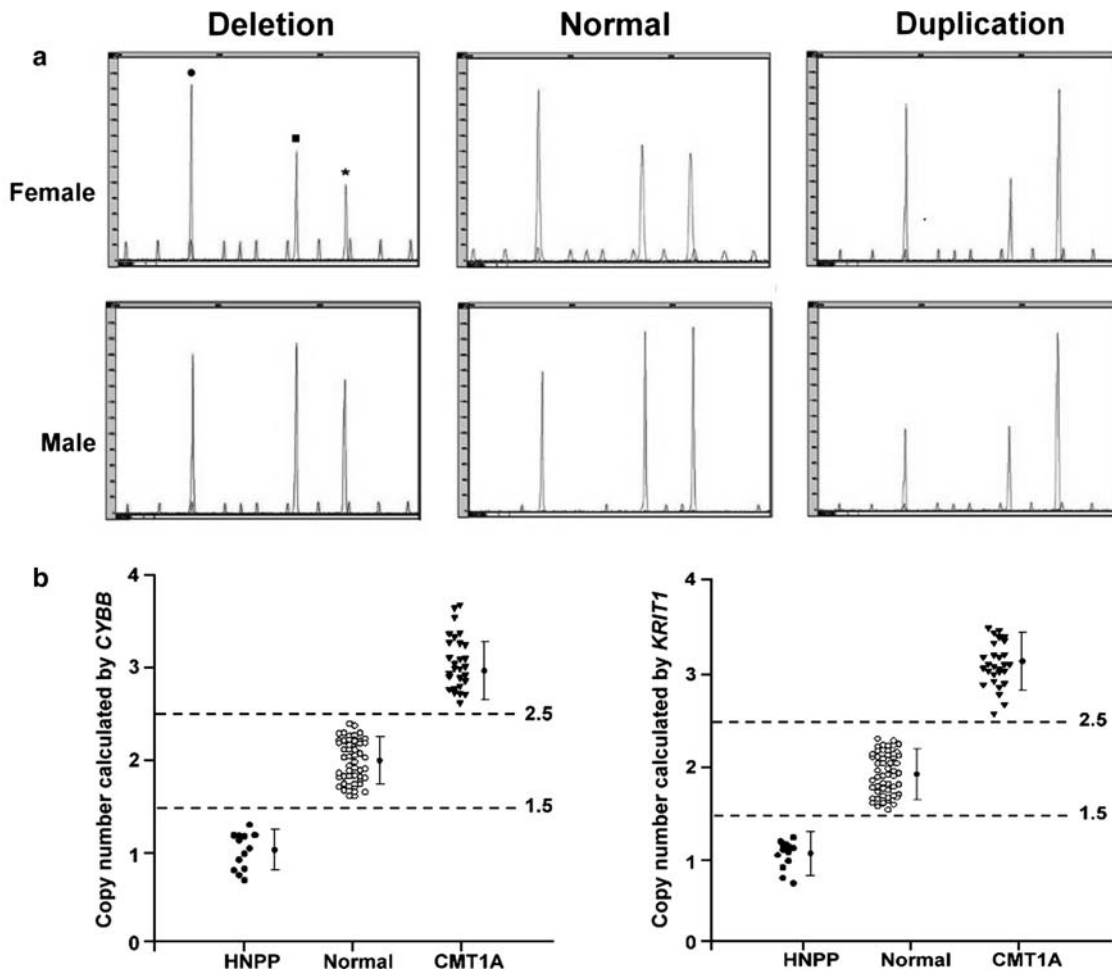 Deletion Normal Duplication
a
Female
Male
b
Copy number calculated by CYBB
4
3
2
1
0
2.5
1.5
HNPP Normal CMT1A
Copy number calculated by KRIT1
4
3
2
1
0
2.5
1.5
HNPP Normal CMT1A